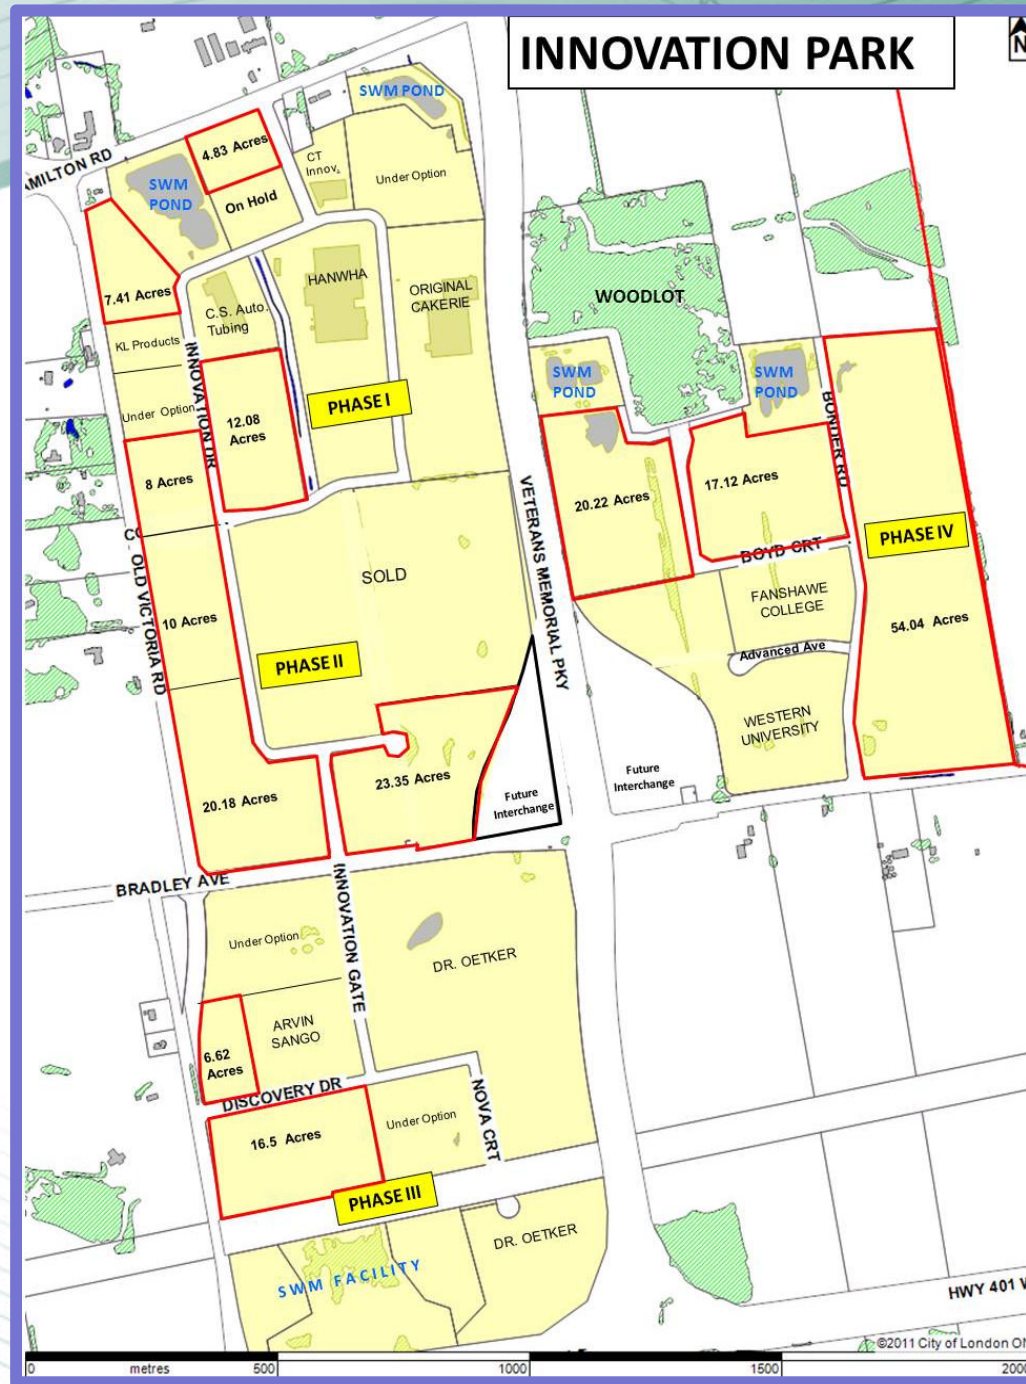 INNOVATION PARK
N
SWM POND
AMILTON RD
4.83 Acres
CT
Innov.
Under Option
SWM
POND
On Hold
WOODLOT
7.41 Acres
HANWHA
ORIGINAL
CAKERIE
C.S. Auto.
Tubing
KL Products
INNOVATION DR
Under Option
PHASE I
12.08
Acres
8 Acres
SWM
POND
SWM
POND
BONDER RD
20.22 Acres
17.12 Acres
VETERANS MEMORIAL PKY
PHASE IV
BOYD CRT
OLD VICTORIA RD
SOLD
FANSHAWE
COLLEGE
10 Acres
54.04 Acres
PHASE II
Advanced Ave
WESTERN
UNIVERSITY
20.18 Acres
23.35 Acres
Future
Interchange
Future
Interchange
BRADLEY AVE
INNOVATION GATE
Under Option
DR. OETKER
ARVIN
SANGO
6.62
Acres
DISCOVERY DR
NOVA CRT
16.5 Acres
Under Option
PHASE III
DR. OETKER
SWM FACILITY
HWY 401 W
©2011 City of London ON
0 metres 500 1000 1500 2000